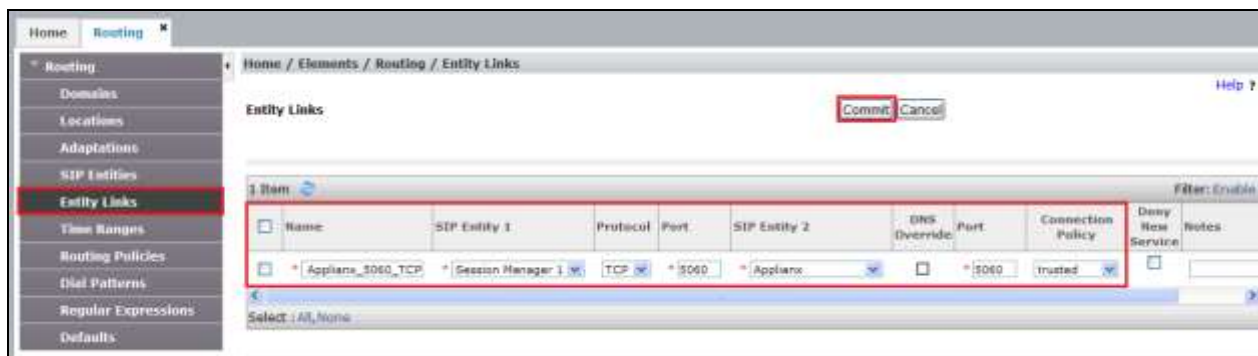 Home Routing ×
Routing
Domains
Locations
Adaptations
SIP Entities
Entity Links
Time Ranges
Routing Policies
Dial Patterns
Regular Expressions
Defaults
Home / Elements / Routing / Entity Links
Help ?
Entity Links
Commit Cancel
1 Item
Filter: Enable
Name SIP Entity 1 Protocol Port SIP Entity 2 DNS Override Port Connection Policy Deny New Service Notes
* Applianx_5060_TCP * Session Manager 1 TCP * 5060 * Applianx * 5060 trusted
Select : All, None